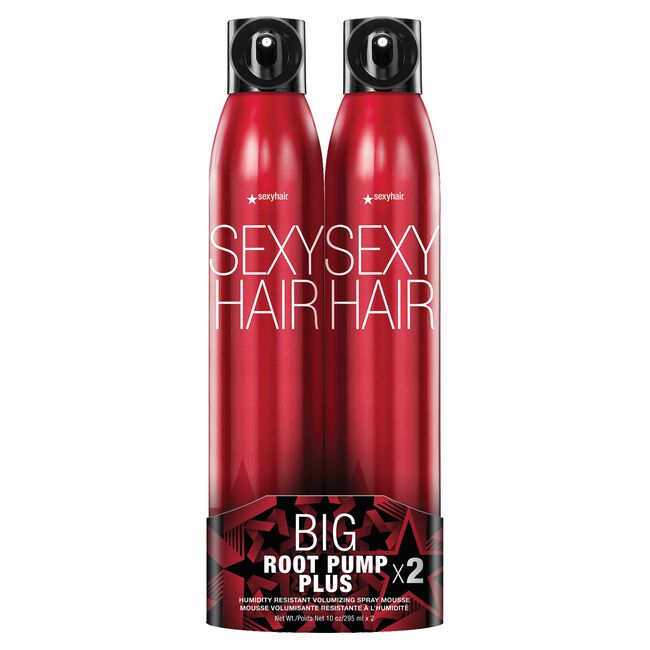 sexyhair.
sexyhair.
SEXY
HAIR
SEXY
HAIR
BIG
ROOT PUMP
PLUS
x2
HUMIDITY RESISTANT VOLUMIZING SPRAY MOUSSE
MOUSSE VOLUMISANTE RÉSISTANTE À L'HUMIDITÉ
Net Wt./Poids Net 10 oz/295 ml x 2